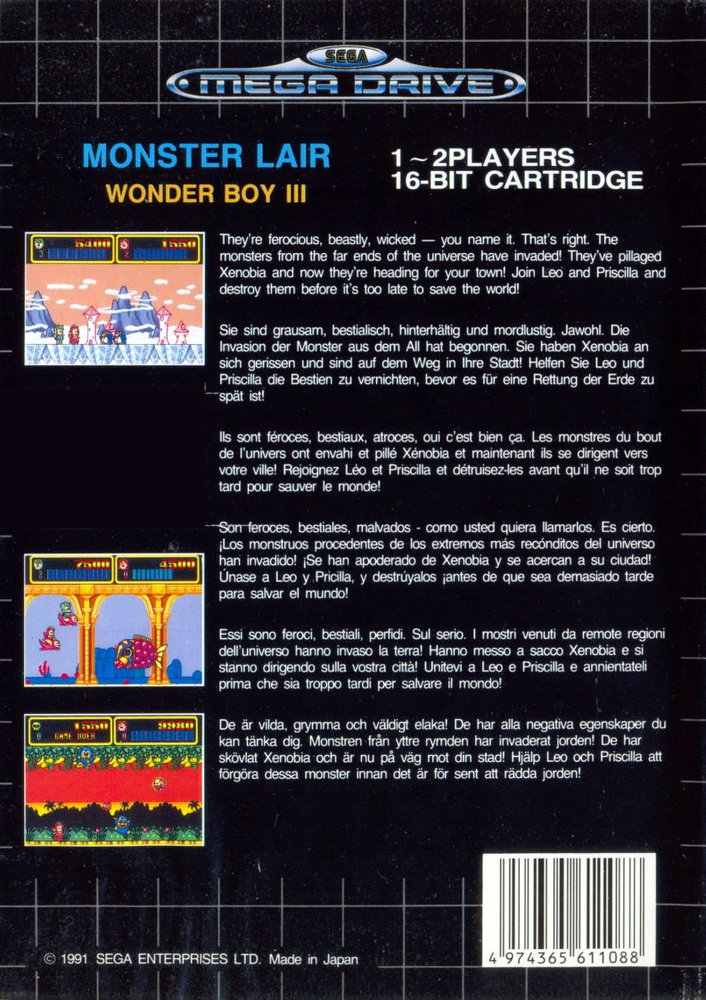 SEGA
MEGA DRIVE
MONSTER LAIR
WONDER BOY III
1 ~ 2PLAYERS
16-BIT CARTRIDGE
5400 1550
3 2
They're ferocious, beastly, wicked — you name it. That's right. The
monsters from the far ends of the universe have invaded! They've pillaged
Xenobia and now they're heading for your town! Join Leo and Priscilla and
destroy them before it's too late to save the world!
Sie sind grausam, bestialisch, hinterhältig und mordlustig. Jawohl. Die
Invasion der Monster aus dem All hat begonnen. Sie haben Xenobia an
sich gerissen und sind auf dem Weg in Ihre Stadt! Helfen Sie Leo und
Priscilla die Bestien zu vernichten, bevor es für eine Rettung der Erde zu
spät ist!
Ils sont féroces, bestiaux, atroces, oui c'est bien ça. Les monstres du bout
de l'univers ont envahi et pillé Xénobia et maintenant ils se dirigent vers
votre ville! Rejoignez Léo et Priscilla et détruisez-les avant qu'il ne soit trop
tard pour sauver le monde!
Son feroces, bestiales, malvados - como usted quiera llamarlos. Es cierto.
¡Los monstruos procedentes de los extremos más recónditos del universo
han invadido! ¡Se han apoderado de Xenobia y se acercan a su ciudad!
Únase a Leo y Pricilla, y destrúyalos ¡antes de que sea demasiado tarde
para salvar el mundo!
7500 4500
2 0
Essi sono feroci, bestiali, perfidi. Sul serio. I mostri venuti da remote regioni
dell'universo hanno invaso la terra! Hanno messo a sacco Xenobia e si
stanno dirigendo sulla vostra città! Unitevi a Leo e Priscilla e annientateli
prima che sia troppo tardi per salvare il mondo!
1550 9980
0 GAME OVER 0
De är vilda, grymma och väldigt elaka! De har alla negativa egenskaper du
kan tänka dig. Monstren från yttre rymden har invaderat jorden! De har
skövlat Xenobia och är nu på väg mot din stad! Hjälp Leo och Priscilla att
förgöra dessa monster innan det är för sent att rädda jorden!
© 1991 SEGA ENTERPRISES LTD. Made in Japan
4 974365 611088